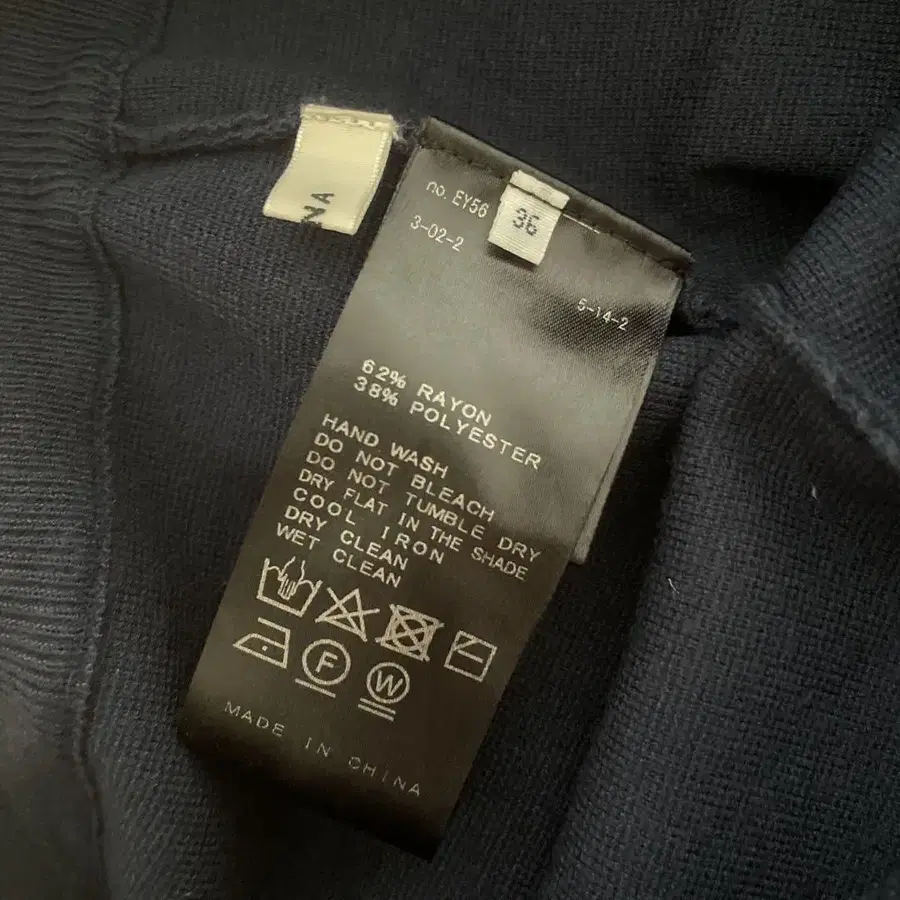 no. EY56
36
3-02-2
5-14-2
62% RAYON
38% POLYESTER
HAND WASH
DO NOT BLEACH
DO NOT TUMBLE DRY
DRY FLAT IN THE SHADE
COOL IRON
DRY CLEAN
WET CLEAN
F
W
MADE IN CHINA